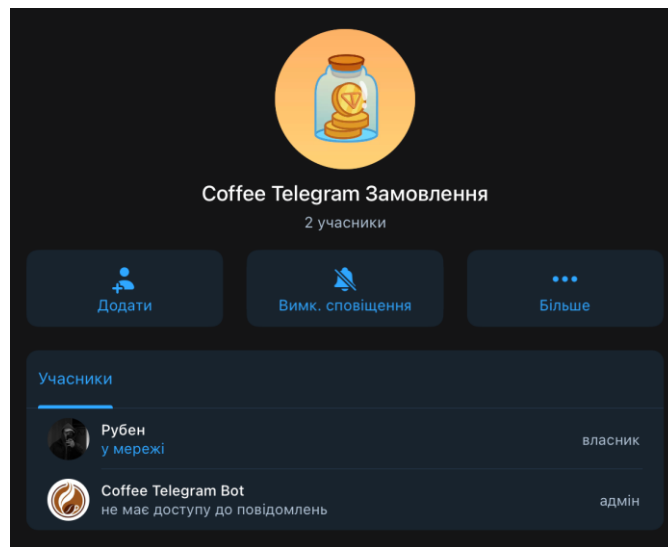 Coffee Telegram Замовлення
2 учасники
Додати
Вимк. сповіщення
Більше
Учасники
Рубен
у мережі
власник
Coffee Telegram Bot
не має доступу до повідомлень
адмін